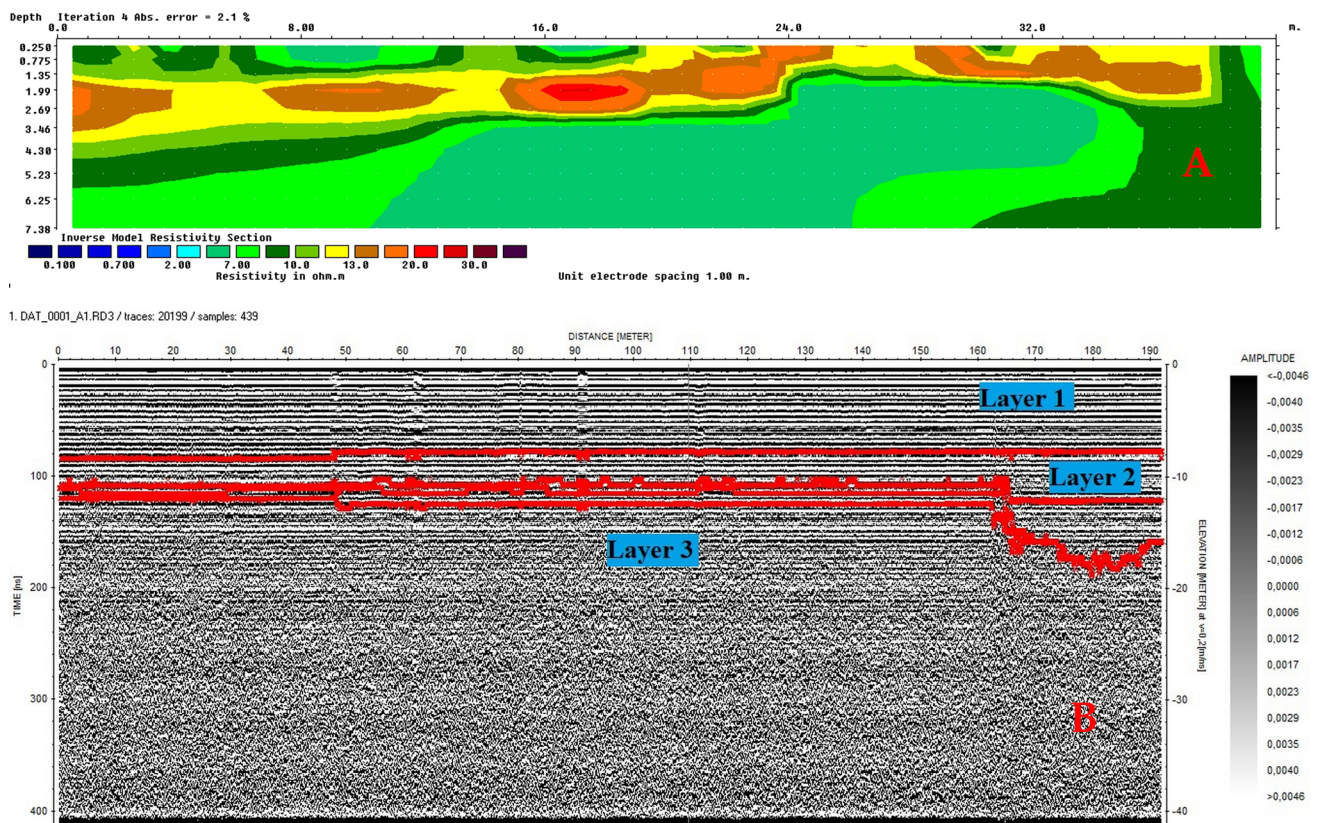 Depth Iteration 4 Abs. error = 2.1 %
0.0 8.00 16.0 24.0 32.0 m.
0.250
0.775
1.35
1.99
2.69
3.46
4.30
5.23
6.25
7.38
A
Inverse Model Resistivity Section
0.100 0.700 2.00 7.00 10.0 13.0 20.0 30.0
Resistivity in ohm.m Unit electrode spacing 1.00 m.
1. DAT_0001_A1.RD3 / traces: 20199 / samples: 439
DISTANCE [METER]
0 10 20 30 40 50 60 70 80 90 100 110 120 130 140 150 160 170 180 190
TIME [ns]
0
100
200
300
400
Layer 1
Layer 2
Layer 3
B
0
-10
-20
-30
-40
ELEVATION [METER] at v=0.2[m/ns]
AMPLITUDE
<-0,0046
-0,0040
-0,0035
-0,0029
-0,0023
-0,0017
-0,0012
-0,0006
0,0000
0,0006
0,0012
0,0017
0,0023
0,0029
0,0035
0,0040
>0,0046